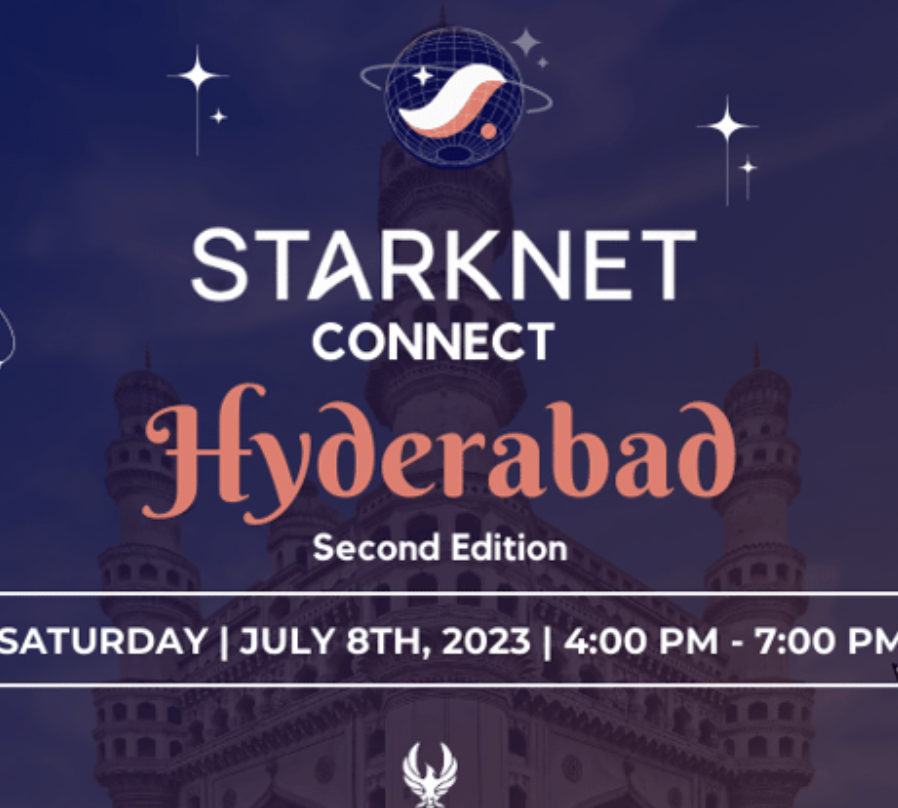 STARKNET
CONNECT
Hyderabad
Second Edition
SATURDAY | JULY 8TH, 2023 | 4:00 PM - 7:00 PM